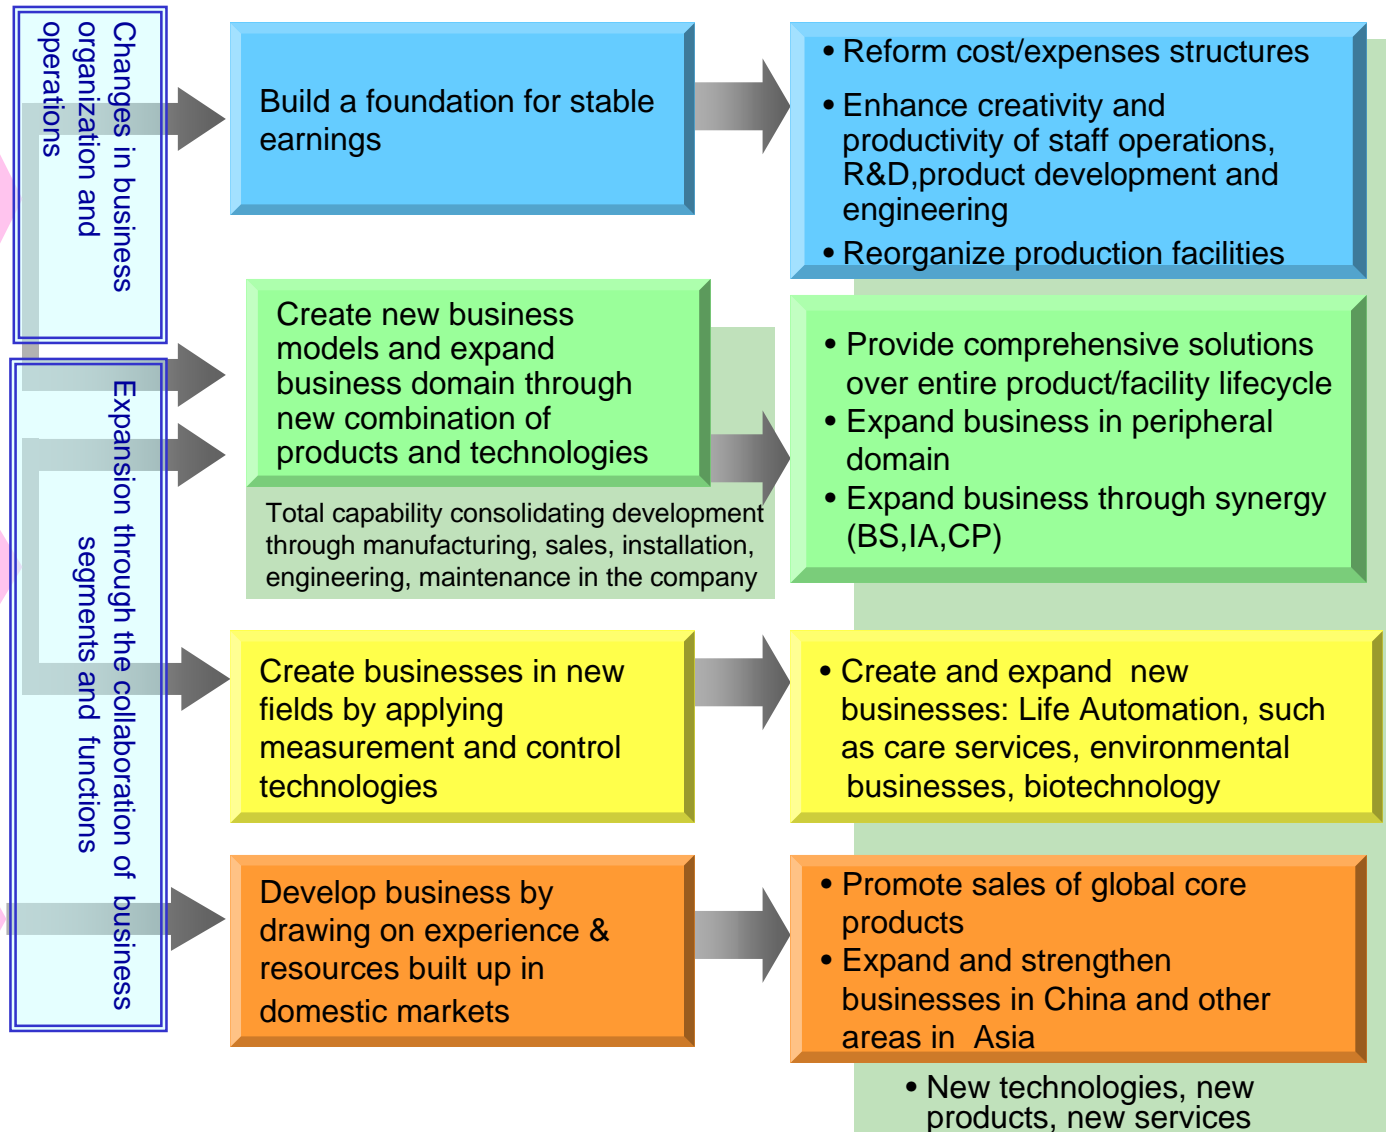 Changes in business
organization and
operations
Build a foundation for stable
earnings
• Reform cost/expenses structures
• Enhance creativity and
productivity of staff operations,
R&D,product development and
engineering
• Reorganize production facilities
Expansion through the collaboration of business
segments and functions
Create new business
models and expand
business domain through
new combination of
products and technologies
Total capability consolidating development
through manufacturing, sales, installation,
engineering, maintenance in the company
• Provide comprehensive solutions
over entire product/facility lifecycle
• Expand business in peripheral
domain
• Expand business through synergy
(BS,IA,CP)
Create businesses in new
fields by applying
measurement and control
technologies
• Create and expand new
businesses: Life Automation, such
as care services, environmental
businesses, biotechnology
Develop business by
drawing on experience &
resources built up in
domestic markets
• Promote sales of global core
products
• Expand and strengthen
businesses in China and other
areas in Asia
• New technologies, new
products, new services